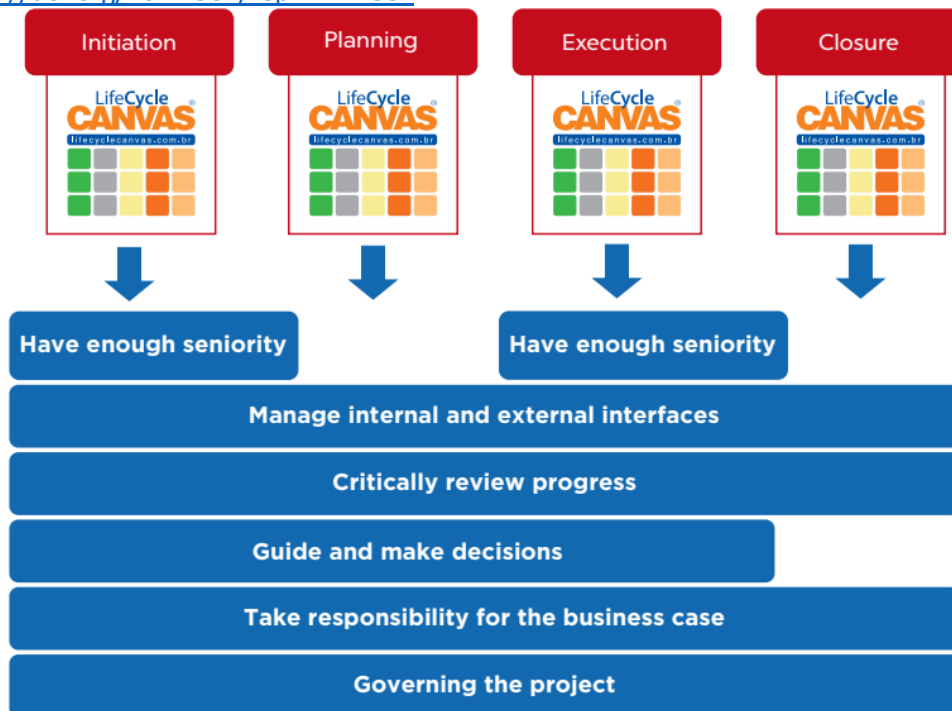 Initiation
Planning
Execution
Closure
LifeCycle
CANVAS®
lifecyclecanvas.com.br
LifeCycle
CANVAS®
lifecyclecanvas.com.br
LifeCycle
CANVAS®
lifecyclecanvas.com.br
LifeCycle
CANVAS®
lifecyclecanvas.com.br
Have enough seniority
Have enough seniority
Manage internal and external interfaces
Critically review progress
Guide and make decisions
Take responsibility for the business case
Governing the project